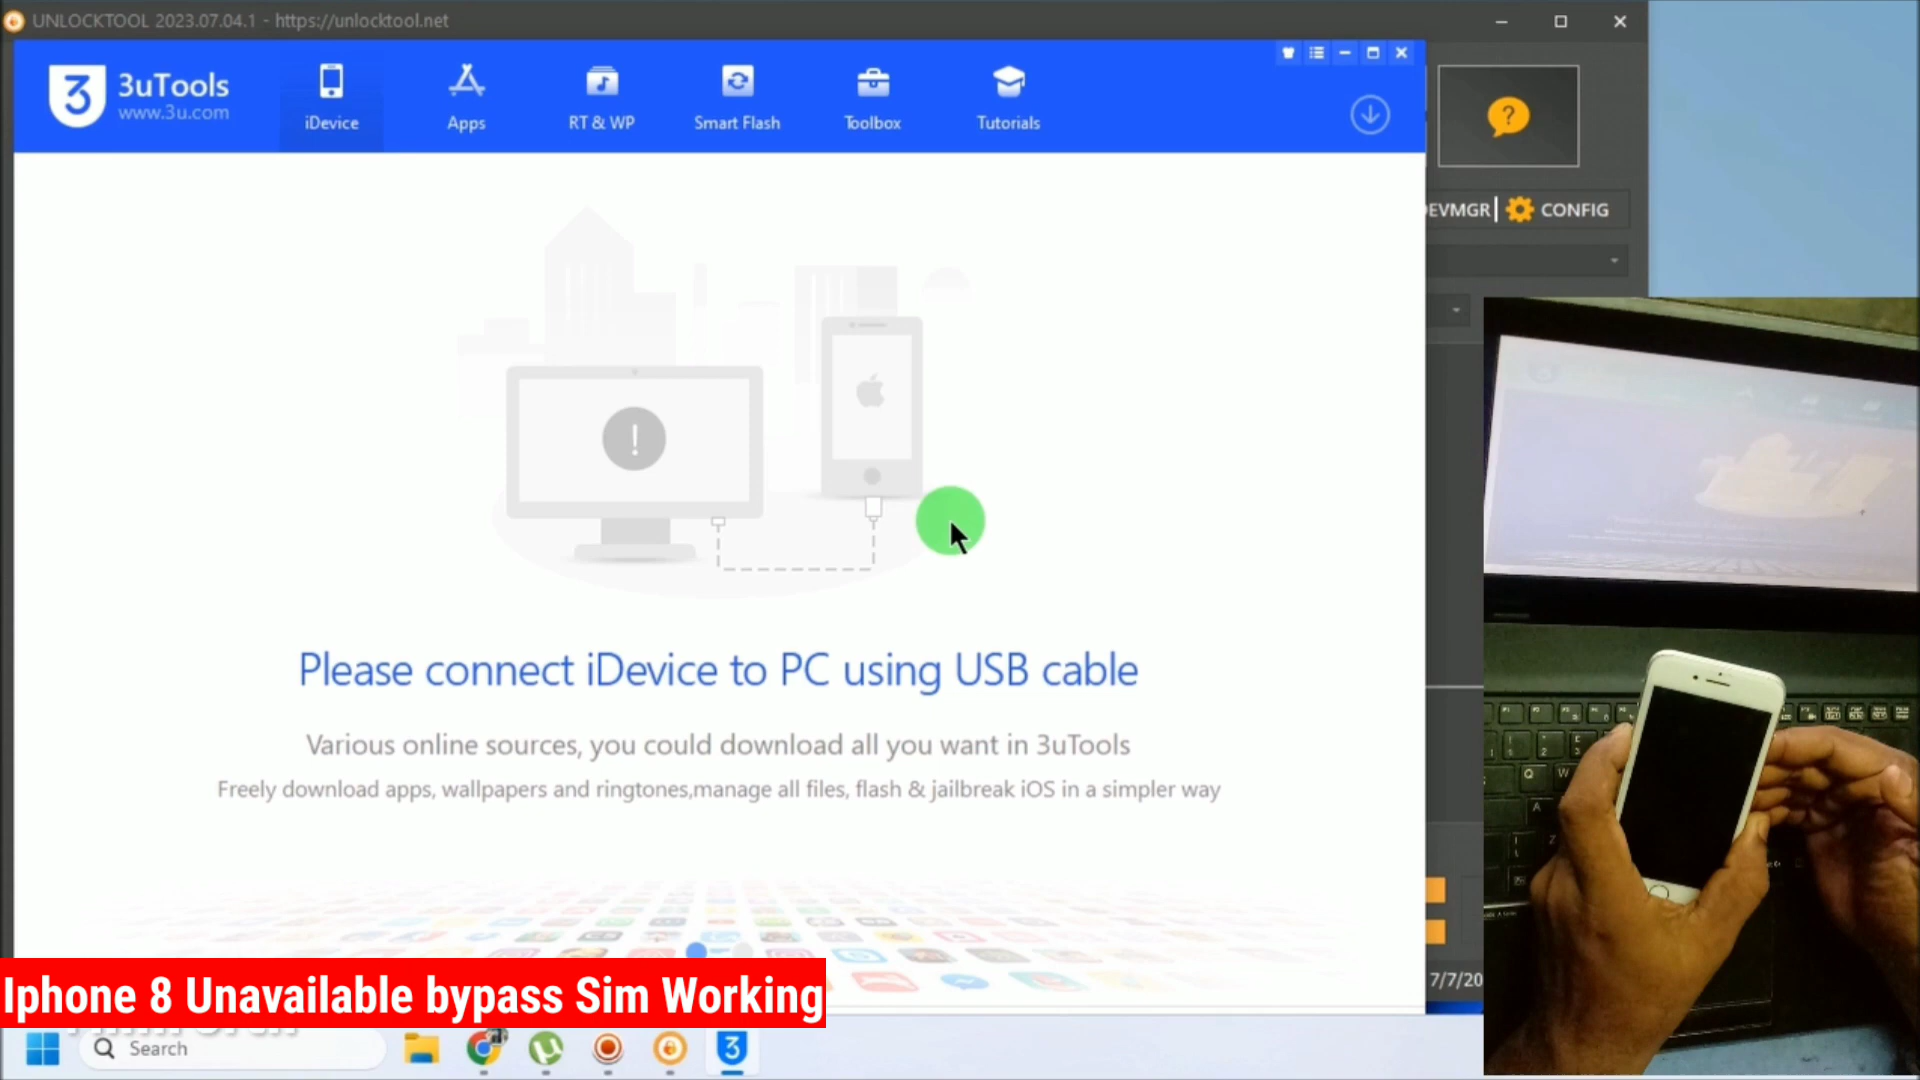 UNLOCKTOOL 2023.07.04.1 - https://unlocktool.net
3uTools
www.3u.com
iDevice
Apps
RT & WP
Smart Flash
Toolbox
Tutorials
EVMGR
CONFIG
Please connect iDevice to PC using USB cable
Various online sources, you could download all you want in 3uTools
Freely download apps, wallpapers and ringtones,manage all files, flash & jailbreak iOS in a simpler way
7/7/20
Iphone 8 Unavailable bypass Sim Working
Search